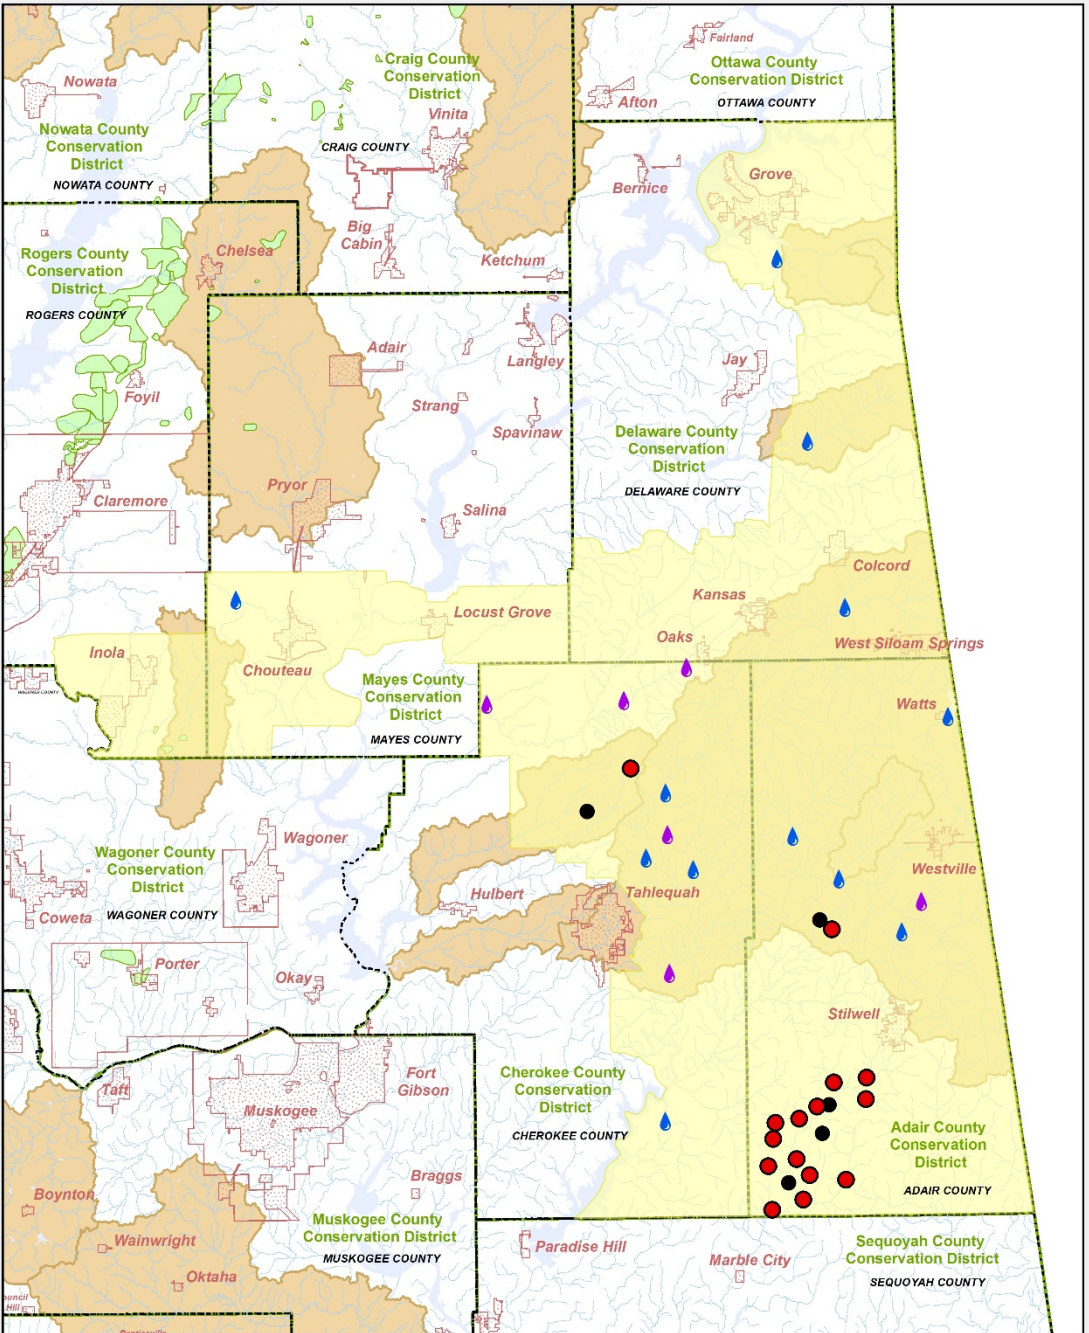 Fairland
Craig County
Conservation
District
Ottawa County
Conservation District
OTTAWA COUNTY
Nowata
Afton
Vinita
Nowata County
Conservation
District
NOWATA COUNTY
CRAIG COUNTY
Bernice
Grove
Big
Cabin
Chelsea
Ketchum
Rogers County
Conservation
District
ROGERS COUNTY
Adair
Langley
Jay
Foyil
Strang
Spavinaw
Delaware County
Conservation
District
DELAWARE COUNTY
Pryor
Claremore
Salina
Colcord
Kansas
Locust Grove
Oaks
West Siloam Springs
Inola
Chouteau
Mayes County
Conservation
District
MAYES COUNTY
WAGONER COUNTY
Watts
Wagoner
Wagoner County
Conservation
District
WAGONER COUNTY
Westville
Hulbert
Tahlequah
Coweta
Porter
Okay
Stilwell
Fort
Gibson
Cherokee County
Conservation
District
CHEROKEE COUNTY
Taft
Muskogee
Adair County
Conservation
District
ADAIR COUNTY
Braggs
Boynton
Muskogee County
Conservation District
MUSKOGEE COUNTY
Wainwright
Paradise Hill
Marble City
Sequoyah County
Conservation District
SEQUOYAH COUNTY
Oktaha
Hill